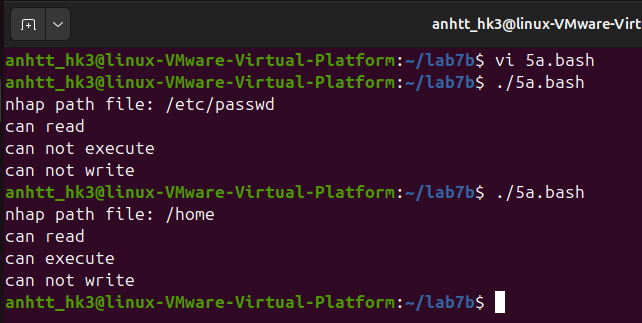 anhtt_hk3@linux-VMware-Virt
anhtt_hk3@linux-VMware-Virtual-Platform:~/lab7b$ vi 5a.bash
anhtt_hk3@linux-VMware-Virtual-Platform:~/lab7b$ ./5a.bash
nhap path file: /etc/passwd
can read
can not execute
can not write
anhtt_hk3@linux-VMware-Virtual-Platform:~/lab7b$ ./5a.bash
nhap path file: /home
can read
can execute
can not write
anhtt_hk3@linux-VMware-Virtual-Platform:~/lab7b$